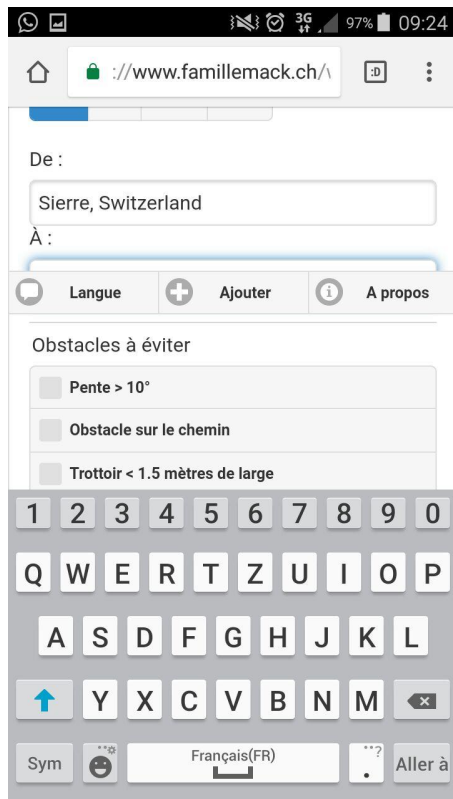 3G 97% 09:24
://www.famillemack.ch/\ :D
De :
Sierre, Switzerland
À :
Langue Ajouter A propos
Obstacles à éviter
Pente > 10°
Obstacle sur le chemin
Trottoir < 1.5 mètres de large
1 2 3 4 5 6 7 8 9 0
Q W E R T Z U I O P
A S D F G H J K L
Y X C V B N M
Sym Français(FR) . ? Aller à